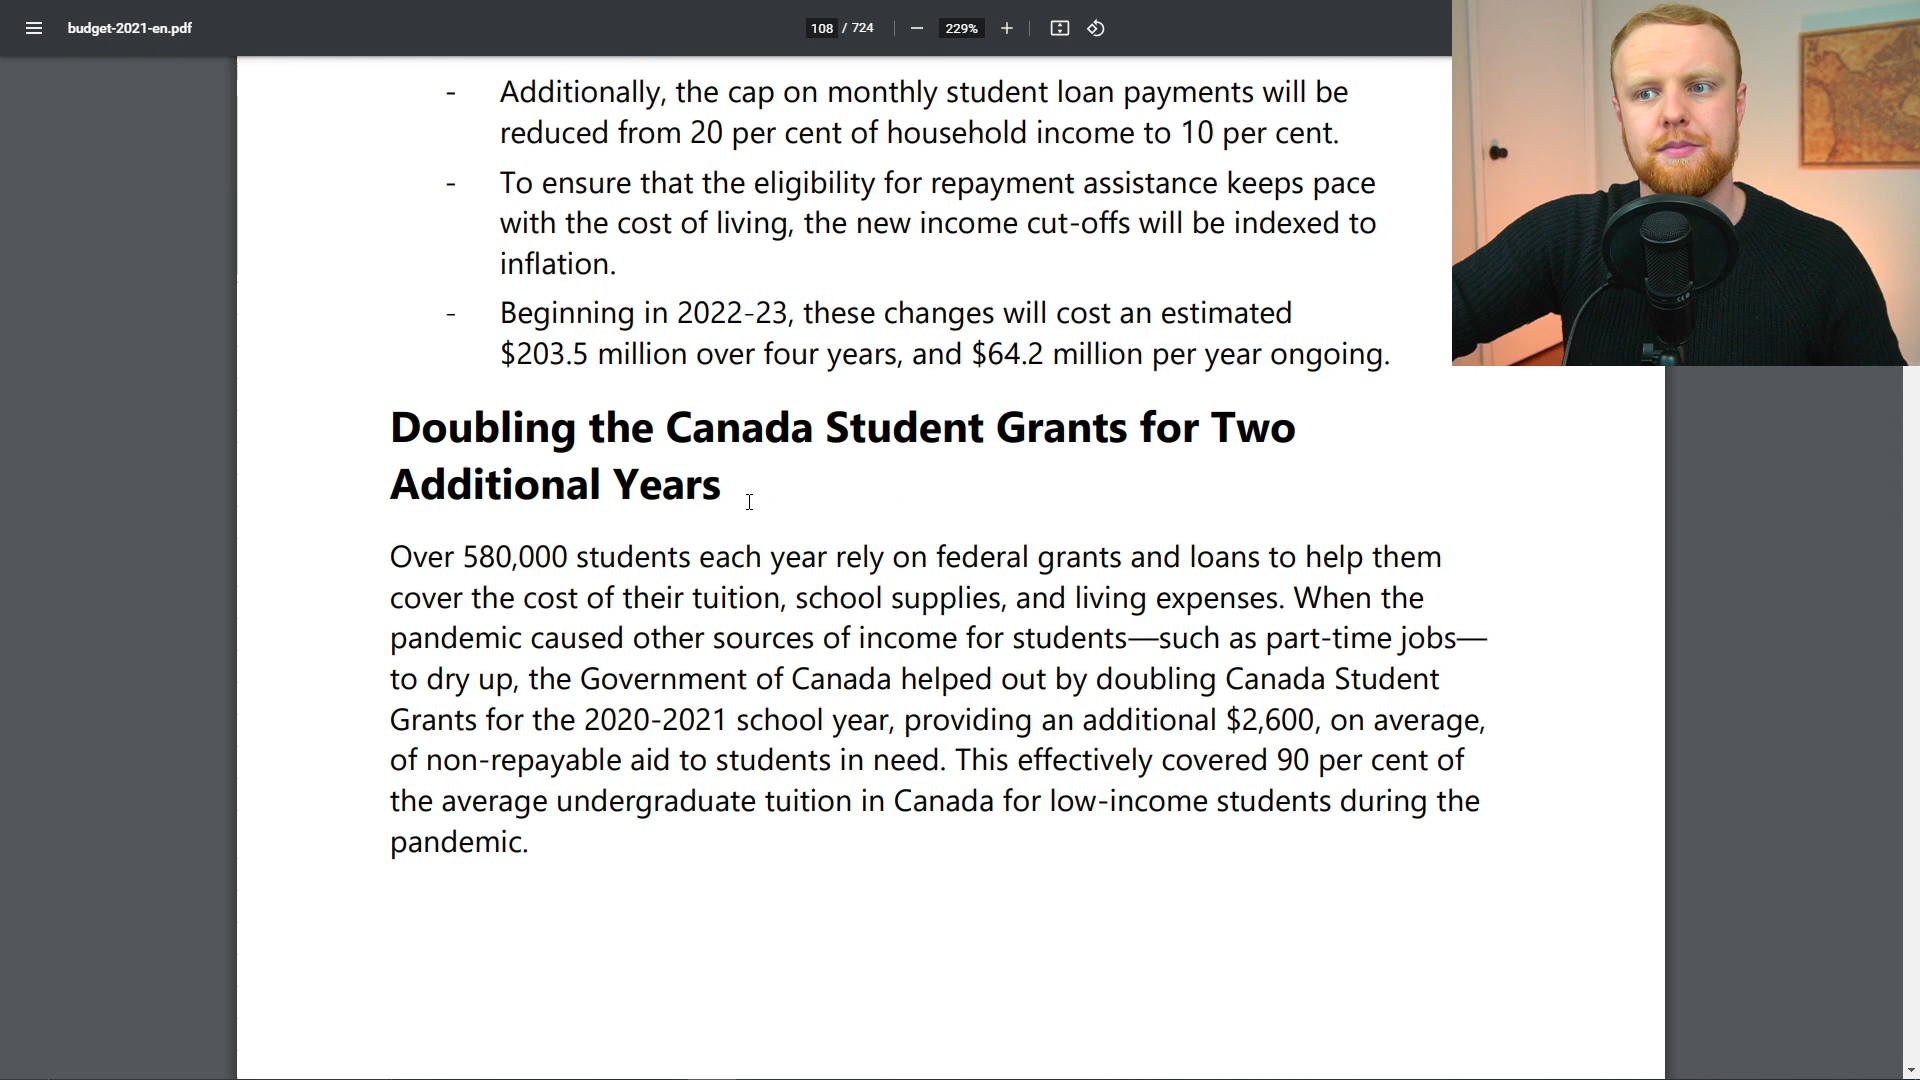 budget-2021-en.pdf
108 / 724
229%
- Additionally, the cap on monthly student loan payments will be
reduced from 20 per cent of household income to 10 per cent.
- To ensure that the eligibility for repayment assistance keeps pace
with the cost of living, the new income cut-offs will be indexed to
inflation.
- Beginning in 2022-23, these changes will cost an estimated
$203.5 million over four years, and $64.2 million per year ongoing.
Doubling the Canada Student Grants for Two
Additional Years
Over 580,000 students each year rely on federal grants and loans to help them
cover the cost of their tuition, school supplies, and living expenses. When the
pandemic caused other sources of income for students—such as part-time jobs—
to dry up, the Government of Canada helped out by doubling Canada Student
Grants for the 2020-2021 school year, providing an additional $2,600, on average,
of non-repayable aid to students in need. This effectively covered 90 per cent of
the average undergraduate tuition in Canada for low-income students during the
pandemic.